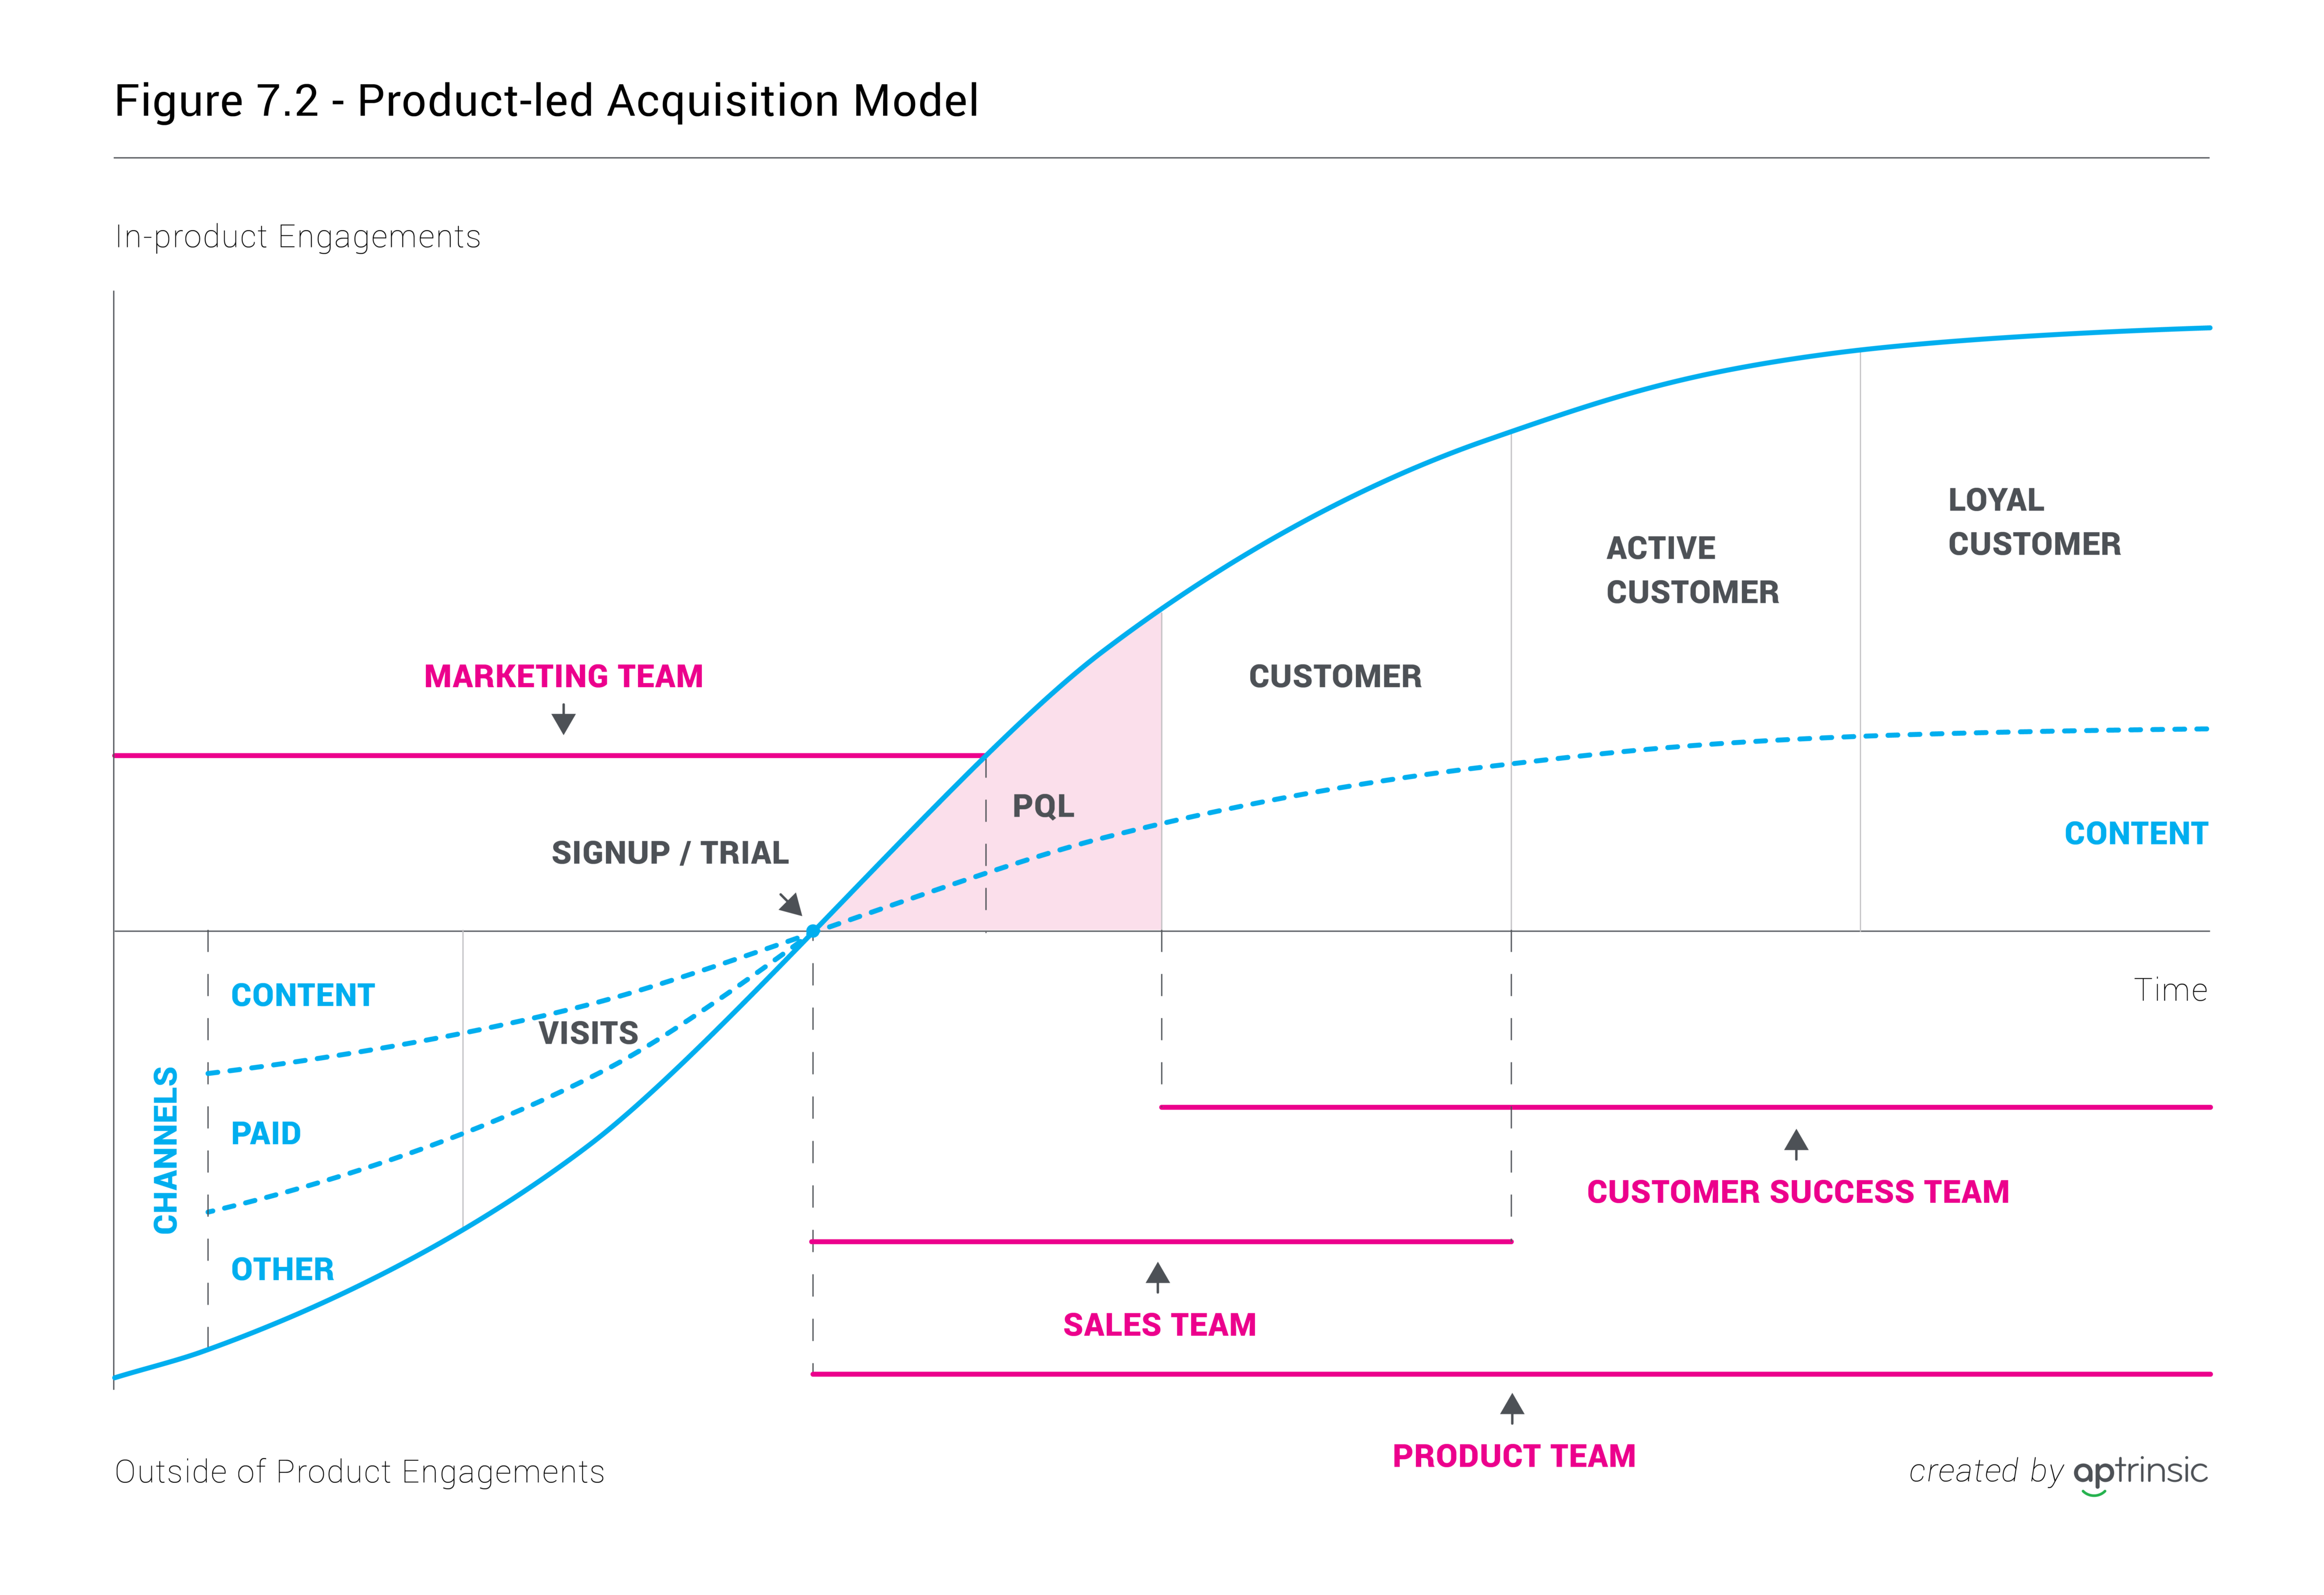 Figure 7.2 - Product-led Acquisition Model
In-product Engagements
LOYAL
CUSTOMER
ACTIVE
CUSTOMER
MARKETING TEAM
CUSTOMER
PQL
SIGNUP / TRIAL
CONTENT
CONTENT
VISITS
Time
CHANNELS
PAID
OTHER
CUSTOMER SUCCESS TEAM
SALES TEAM
PRODUCT TEAM
Outside of Product Engagements
created by aptrinsic